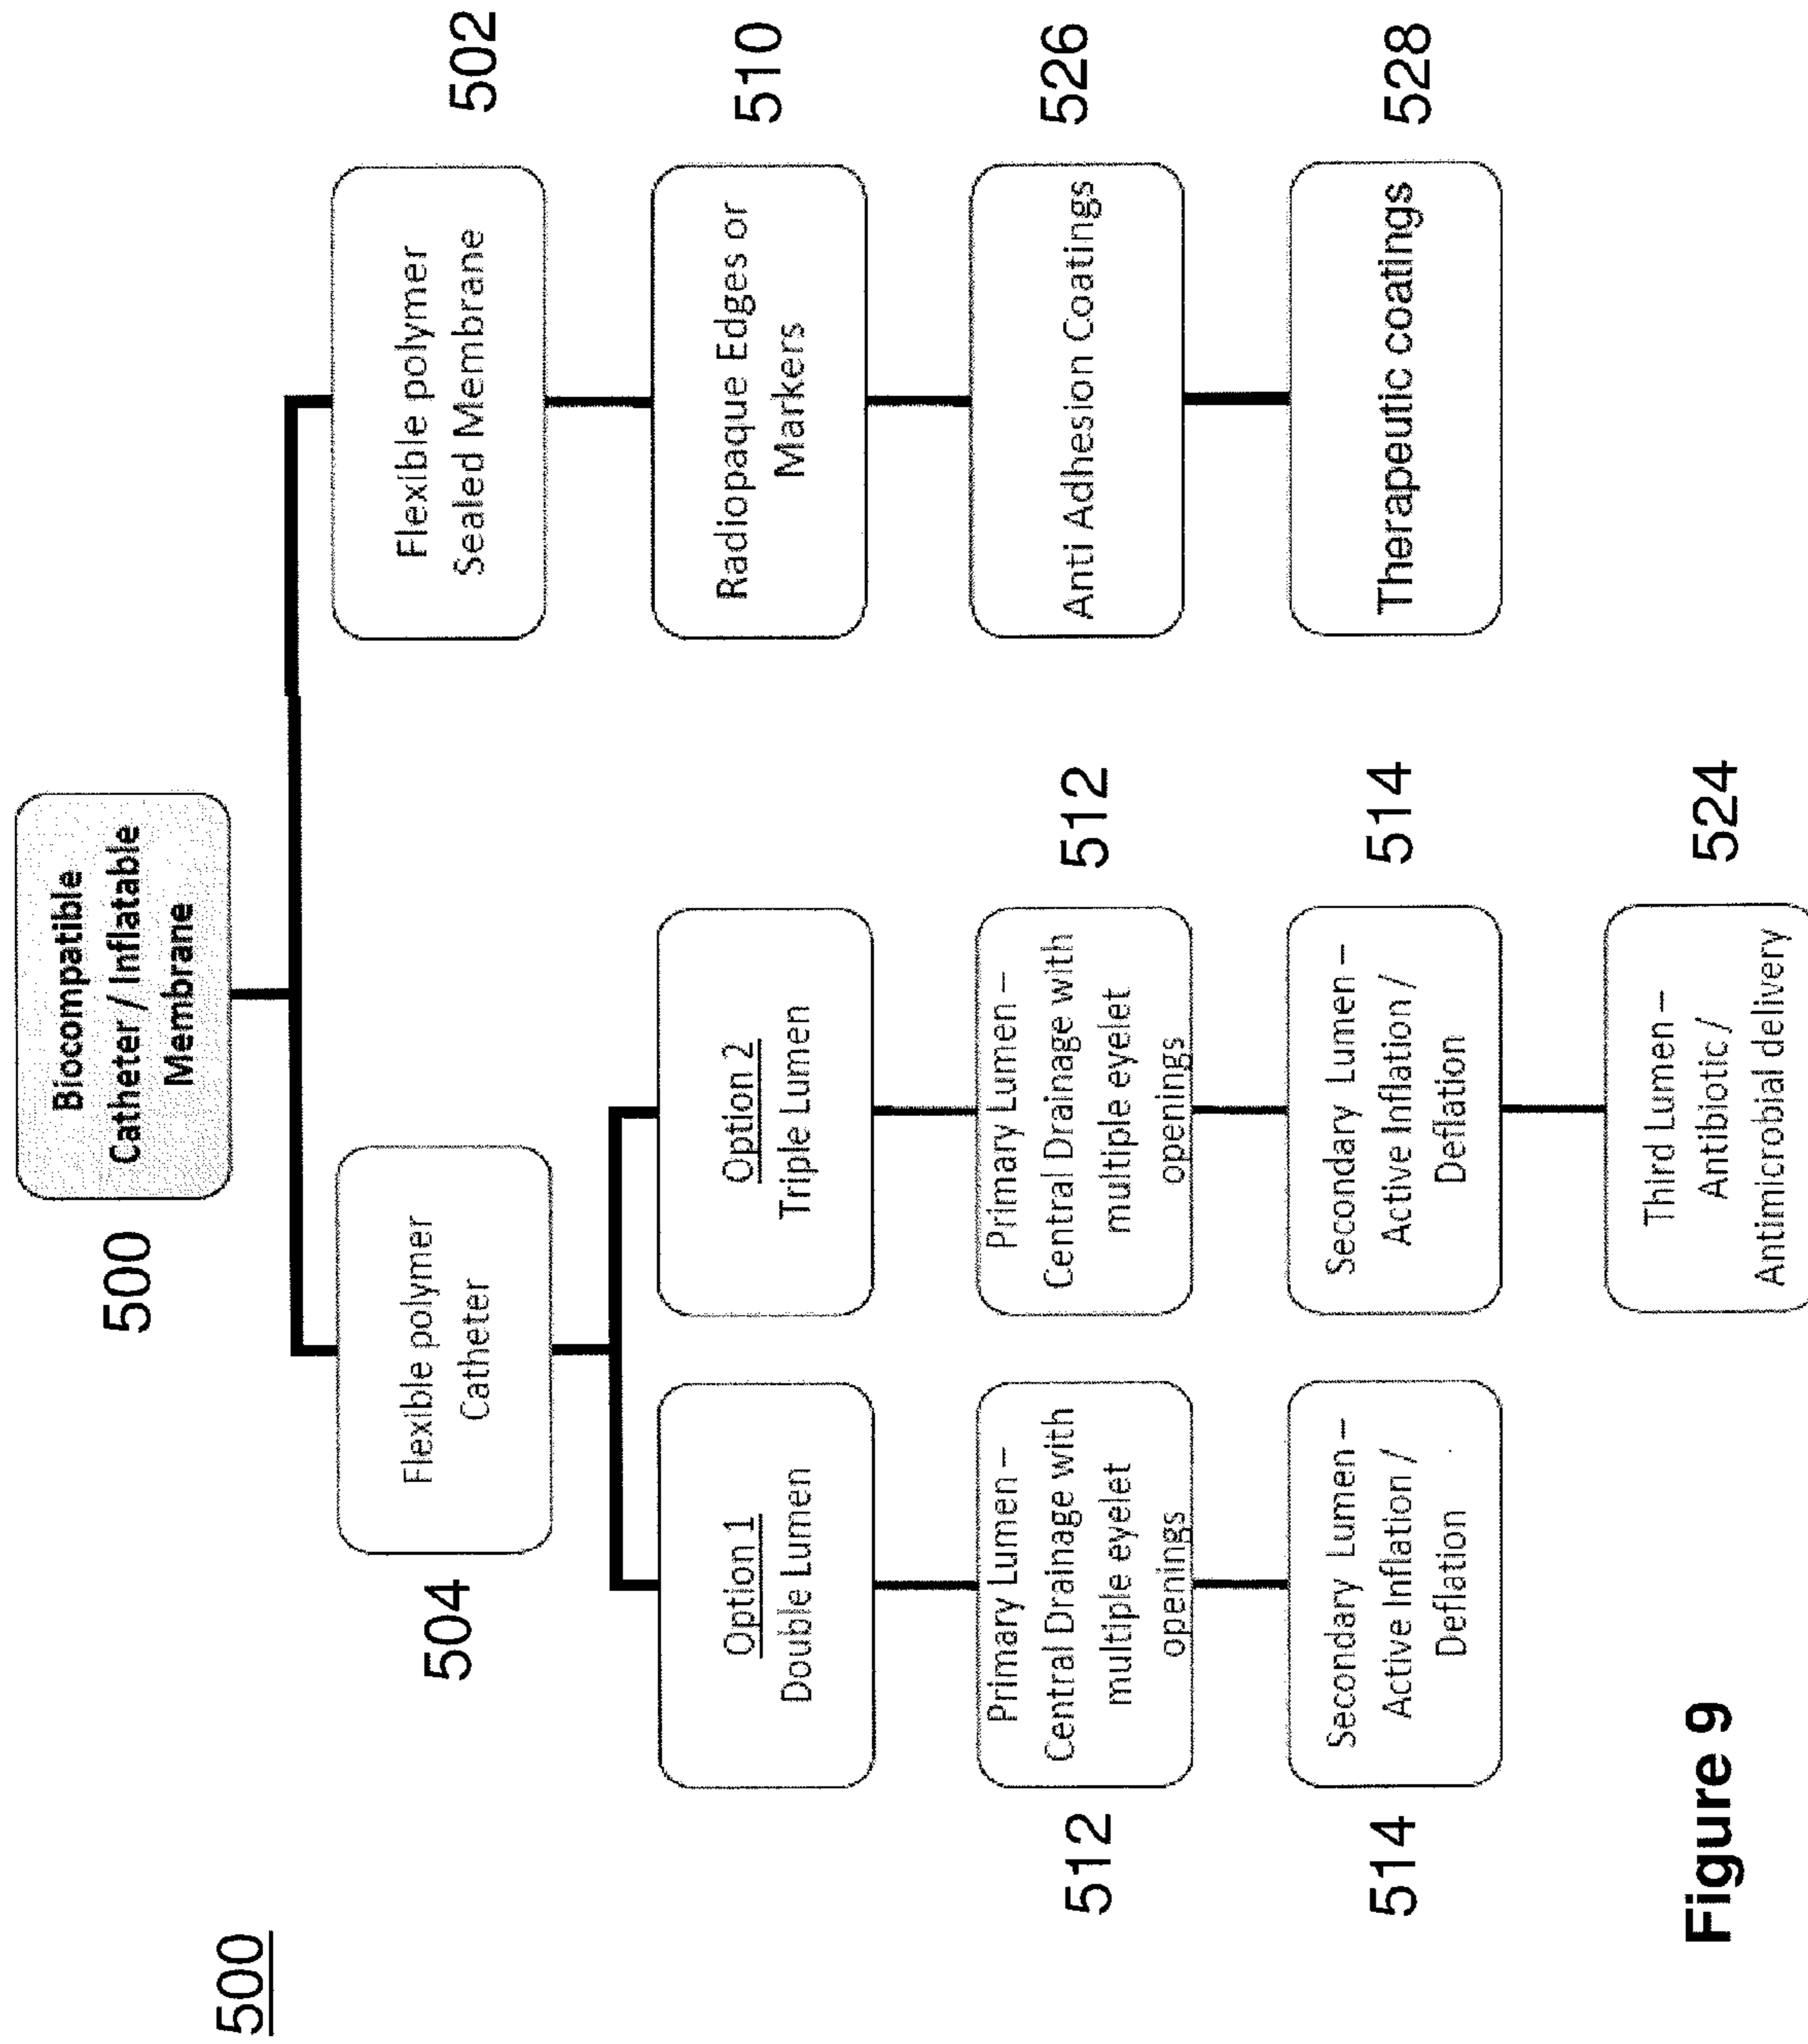 500
500
Biocompatible
Catheter / Inflatable
Membrane
504
Flexible polymer
Catheter
Flexible polymer
Sealed Membrane
502
Option 1
Double Lumen
Option 2
Triple Lumen
Radiopaque Edges or
Markers
510
512
Primary Lumen –
Central Drainage with
multiple eyelet
openings
Primary Lumen –
Central Drainage with
multiple eyelet
openings
512
Anti Adhesion Coatings
526
514
Secondary Lumen –
Active Inflation /
Deflation
Secondary Lumen –
Active Inflation /
Deflation
514
Therapeutic coatings
528
Third Lumen –
Antibiotic /
Antimicrobial delivery
524
Figure 9